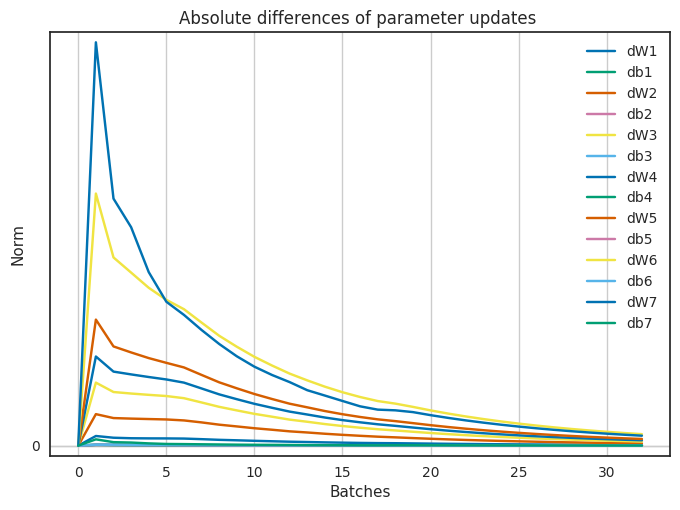 Absolute differences of parameter updates
Norm
0
0 5 10 15 20 25 30
Batches
dW1
db1
dW2
db2
dW3
db3
dW4
db4
dW5
db5
dW6
db6
dW7
db7